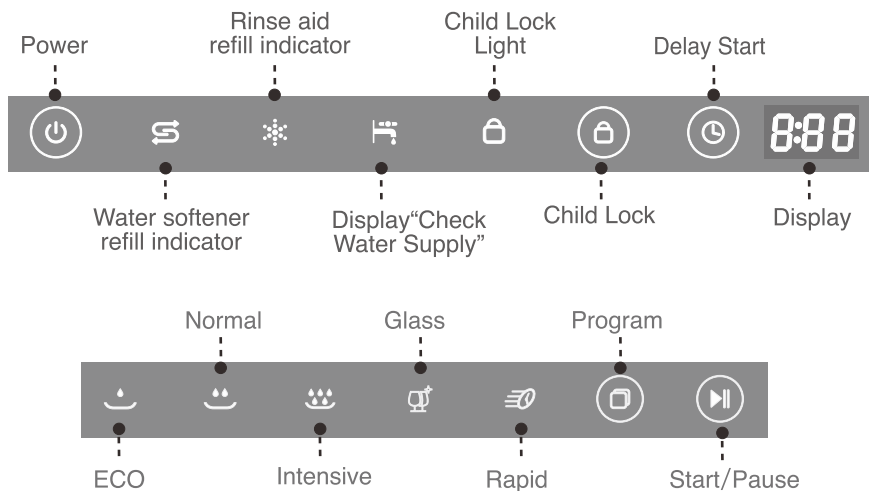 Power
Rinse aid
refill indicator
Child Lock
Light
Delay Start
8:88
Water softener
refill indicator
Display“Check
Water Supply”
Child Lock
Display
Normal
Glass
Program
ECO
Intensive
Rapid
Start/Pause